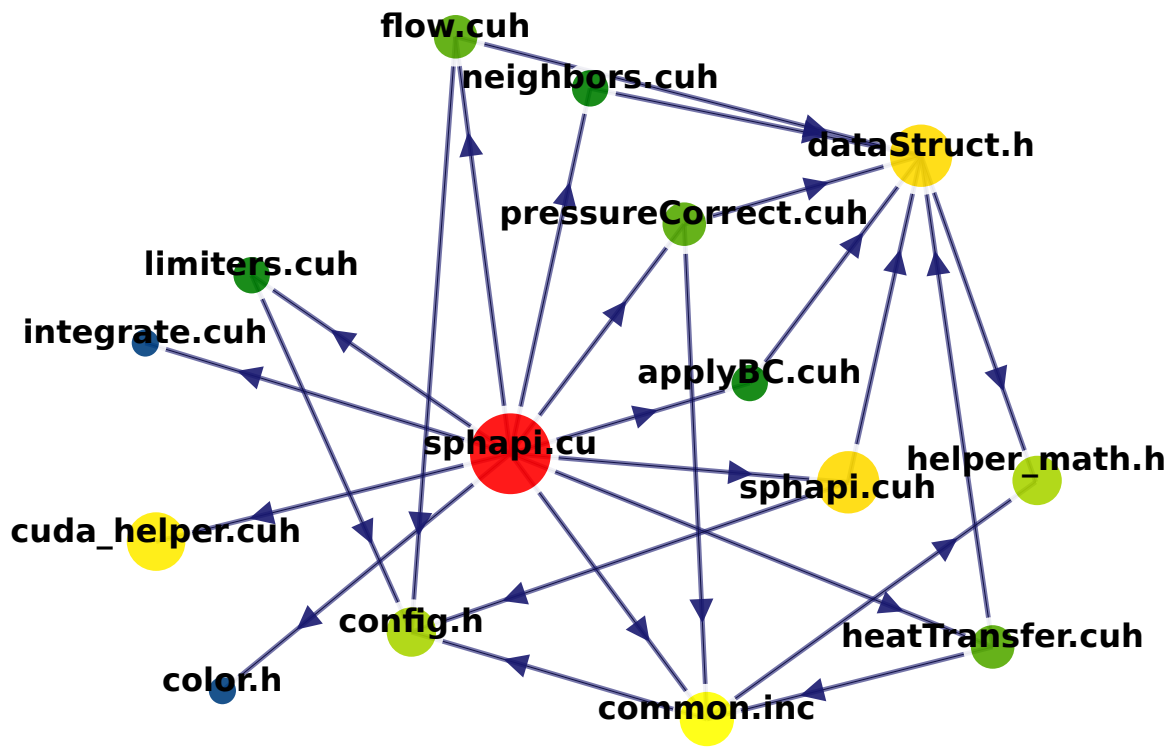 flow.cuh
neighbors.cuh
dataStruct.h
pressureCorrect.cuh
limiters.cuh
integrate.cuh
applyBC.cuh
sphapi.cu
helper_math.h
sphapi.cuh
cuda_helper.cuh
config.h
heatTransfer.cuh
color.h
common.inc